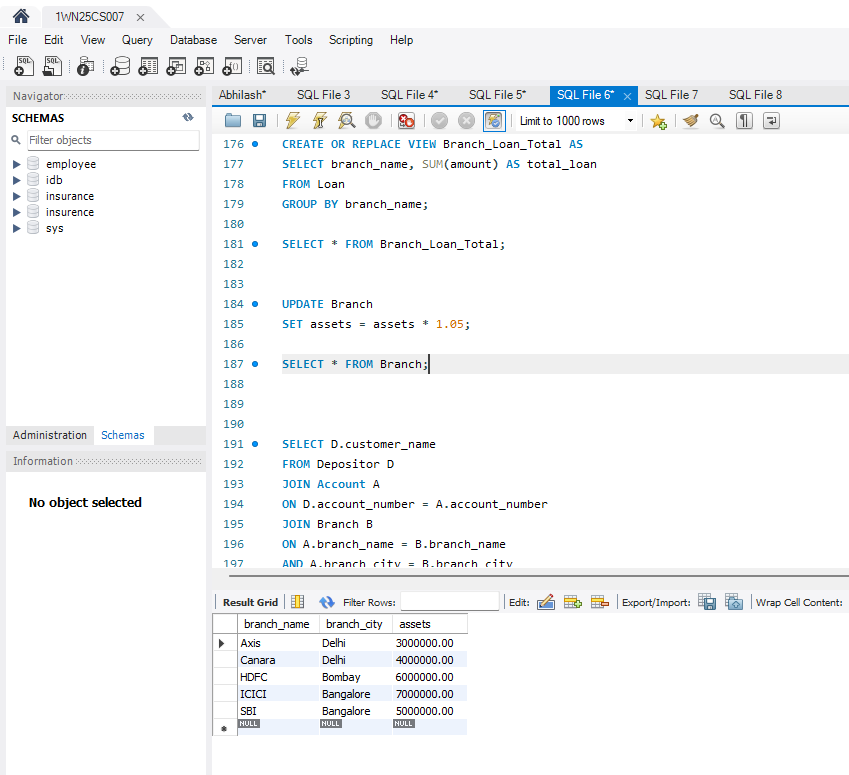 1WN25CS007 ×
File Edit View Query Database Server Tools Scripting Help
Navigator
SCHEMAS
Filter objects
employee
idb
insurance
insurence
sys
Administration Schemas
Information
No object selected
Abhilash* SQL File 3 SQL File 4* SQL File 5* SQL File 6* × SQL File 7 SQL File 8
Limit to 1000 rows
176 CREATE OR REPLACE VIEW Branch_Loan_Total AS
177 SELECT branch_name, SUM(amount) AS total_loan
178 FROM Loan
179 GROUP BY branch_name;
180
181 SELECT * FROM Branch_Loan_Total;
182
183
184 UPDATE Branch
185 SET assets = assets * 1.05;
186
187 SELECT * FROM Branch;
188
189
190
191 SELECT D.customer_name
192 FROM Depositor D
193 JOIN Account A
194 ON D.account_number = A.account_number
195 JOIN Branch B
196 ON A.branch_name = B.branch_name
197 AND A.branch_city = B.branch_city
Result Grid Filter Rows: Edit: Export/Import: Wrap Cell Content:
branch_name branch_city assets
Axis Delhi 3000000.00
Canara Delhi 4000000.00
HDFC Bombay 6000000.00
ICICI Bangalore 7000000.00
SBI Bangalore 5000000.00
NULL NULL NULL